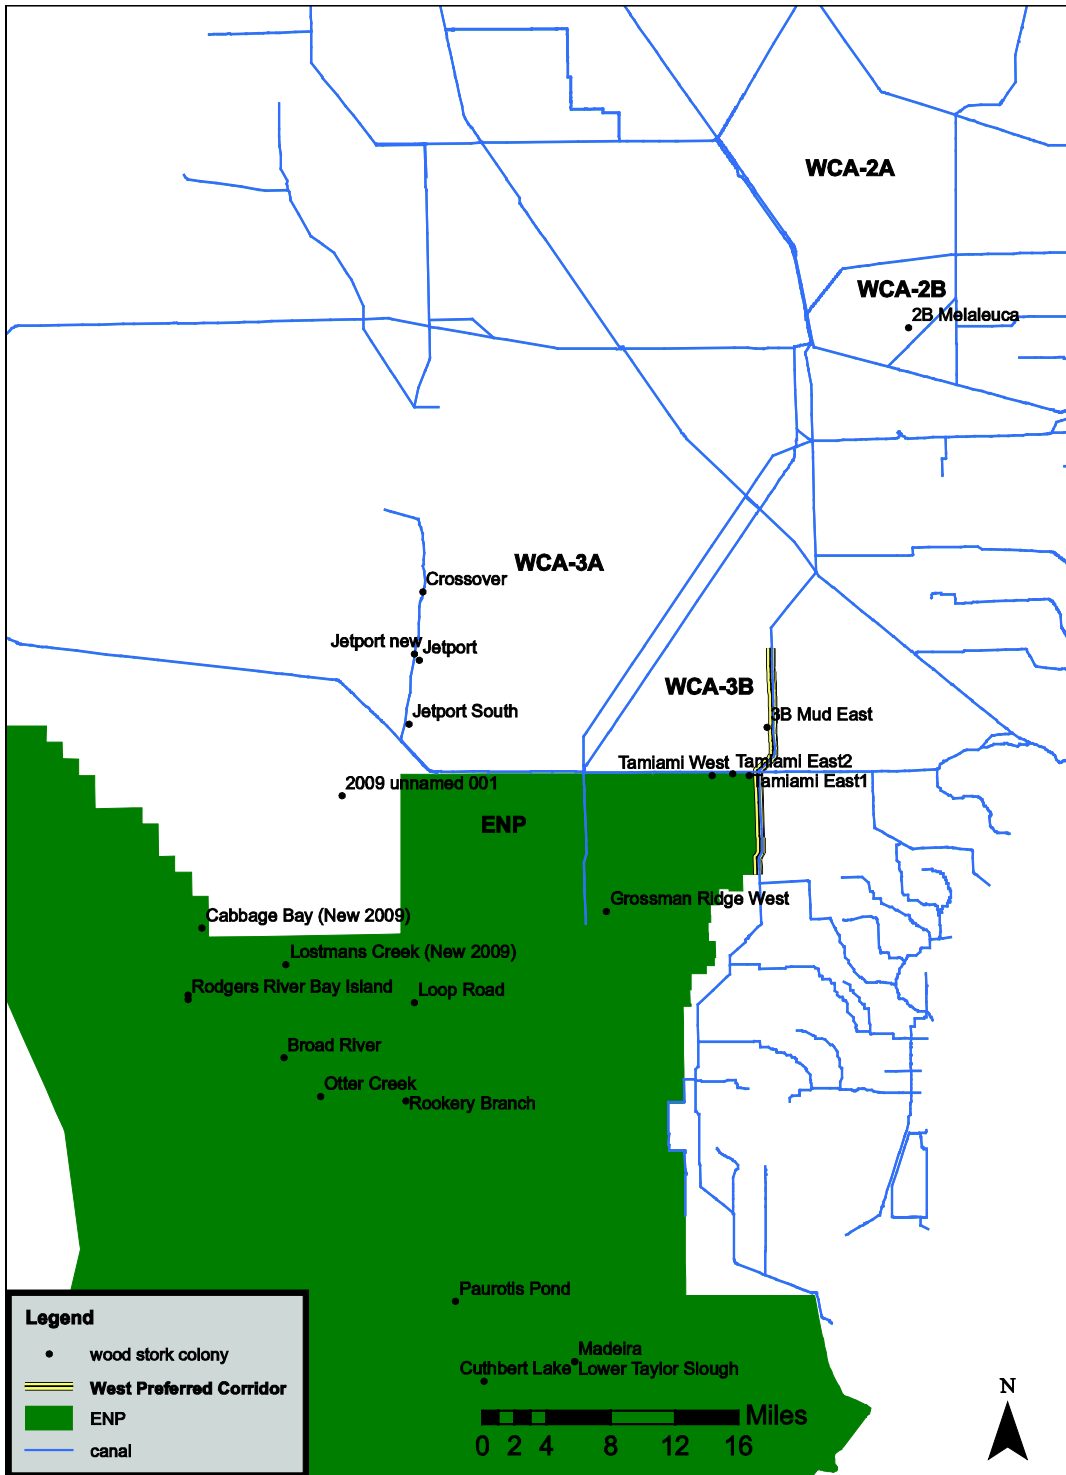 WCA-2A
WCA-2B
2B Melaleuca
WCA-3A
Crossover
Jetport new
Jetport
WCA-3B
Jetport South
3B Mud East
Tamiami West
Tamiami East2
Tamiami East1
2009 unnamed 001
ENP
Grossman Ridge West
Cabbage Bay (New 2009)
Lostmans Creek (New 2009)
Rodgers River Bay Island
Loop Road
Broad River
Otter Creek
Rookery Branch
Paurotis Pond
Madeira
Cuthbert Lake
Lower Taylor Slough
Legend
wood stork colony
West Preferred Corridor
ENP
canal
Miles
0 2 4 8 12 16
N